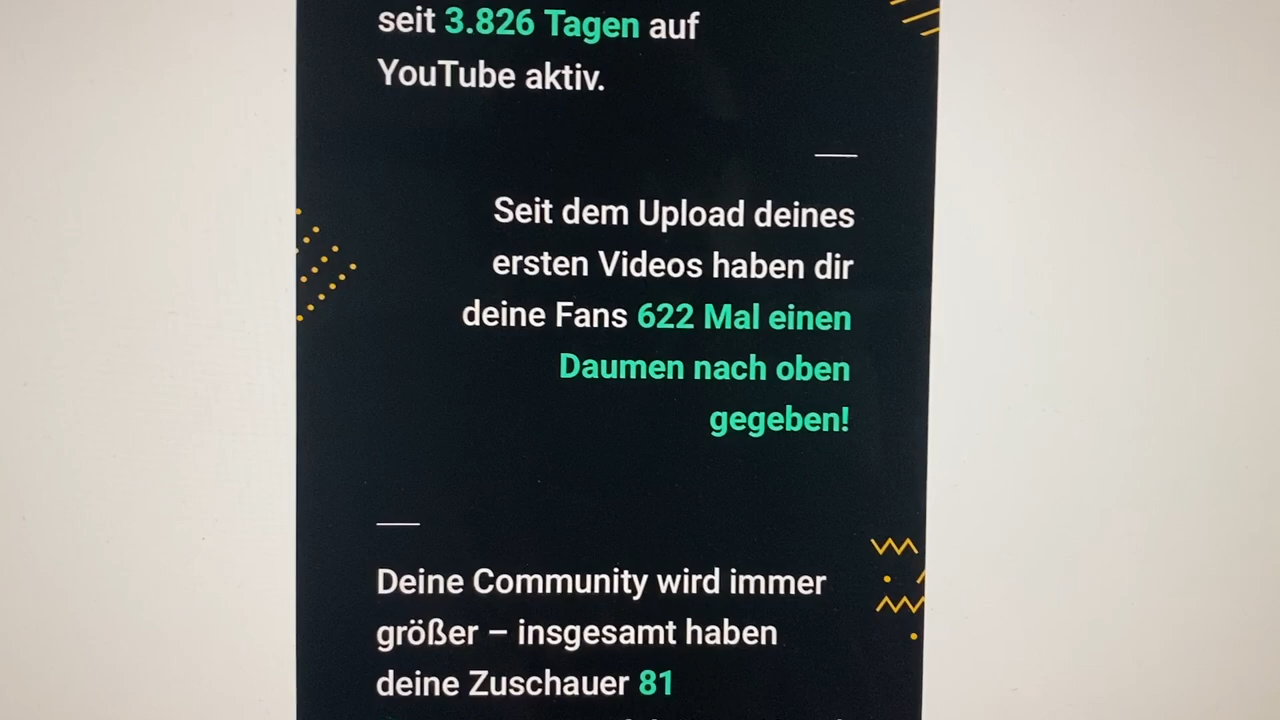 seit 3.826 Tagen auf
YouTube aktiv.
Seit dem Upload deines
ersten Videos haben dir
deine Fans 622 Mal einen
Daumen nach oben
gegeben!
Deine Community wird immer
größer – insgesamt haben
deine Zuschauer 81